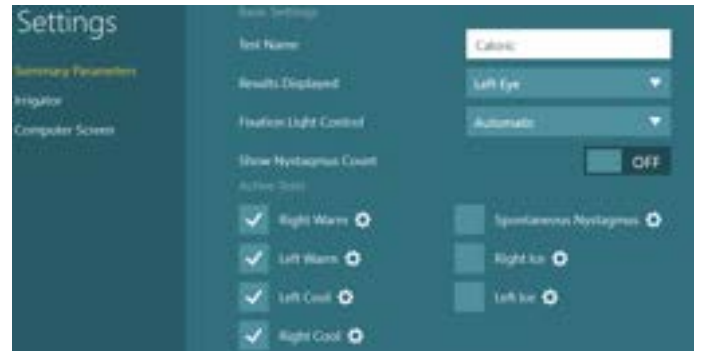 Settings
Basic Settings
Test Name
Caloric
Summary Parameters
Results Displayed
Left Eye
Irrigator
Fixation Light Control
Automatic
Computer Screen
Show Nystagmus Count
OFF
Active Tests
Right Warm
Spontaneous Nystagmus
Left Warm
Right Ice
Left Cool
Left Ice
Right Cool